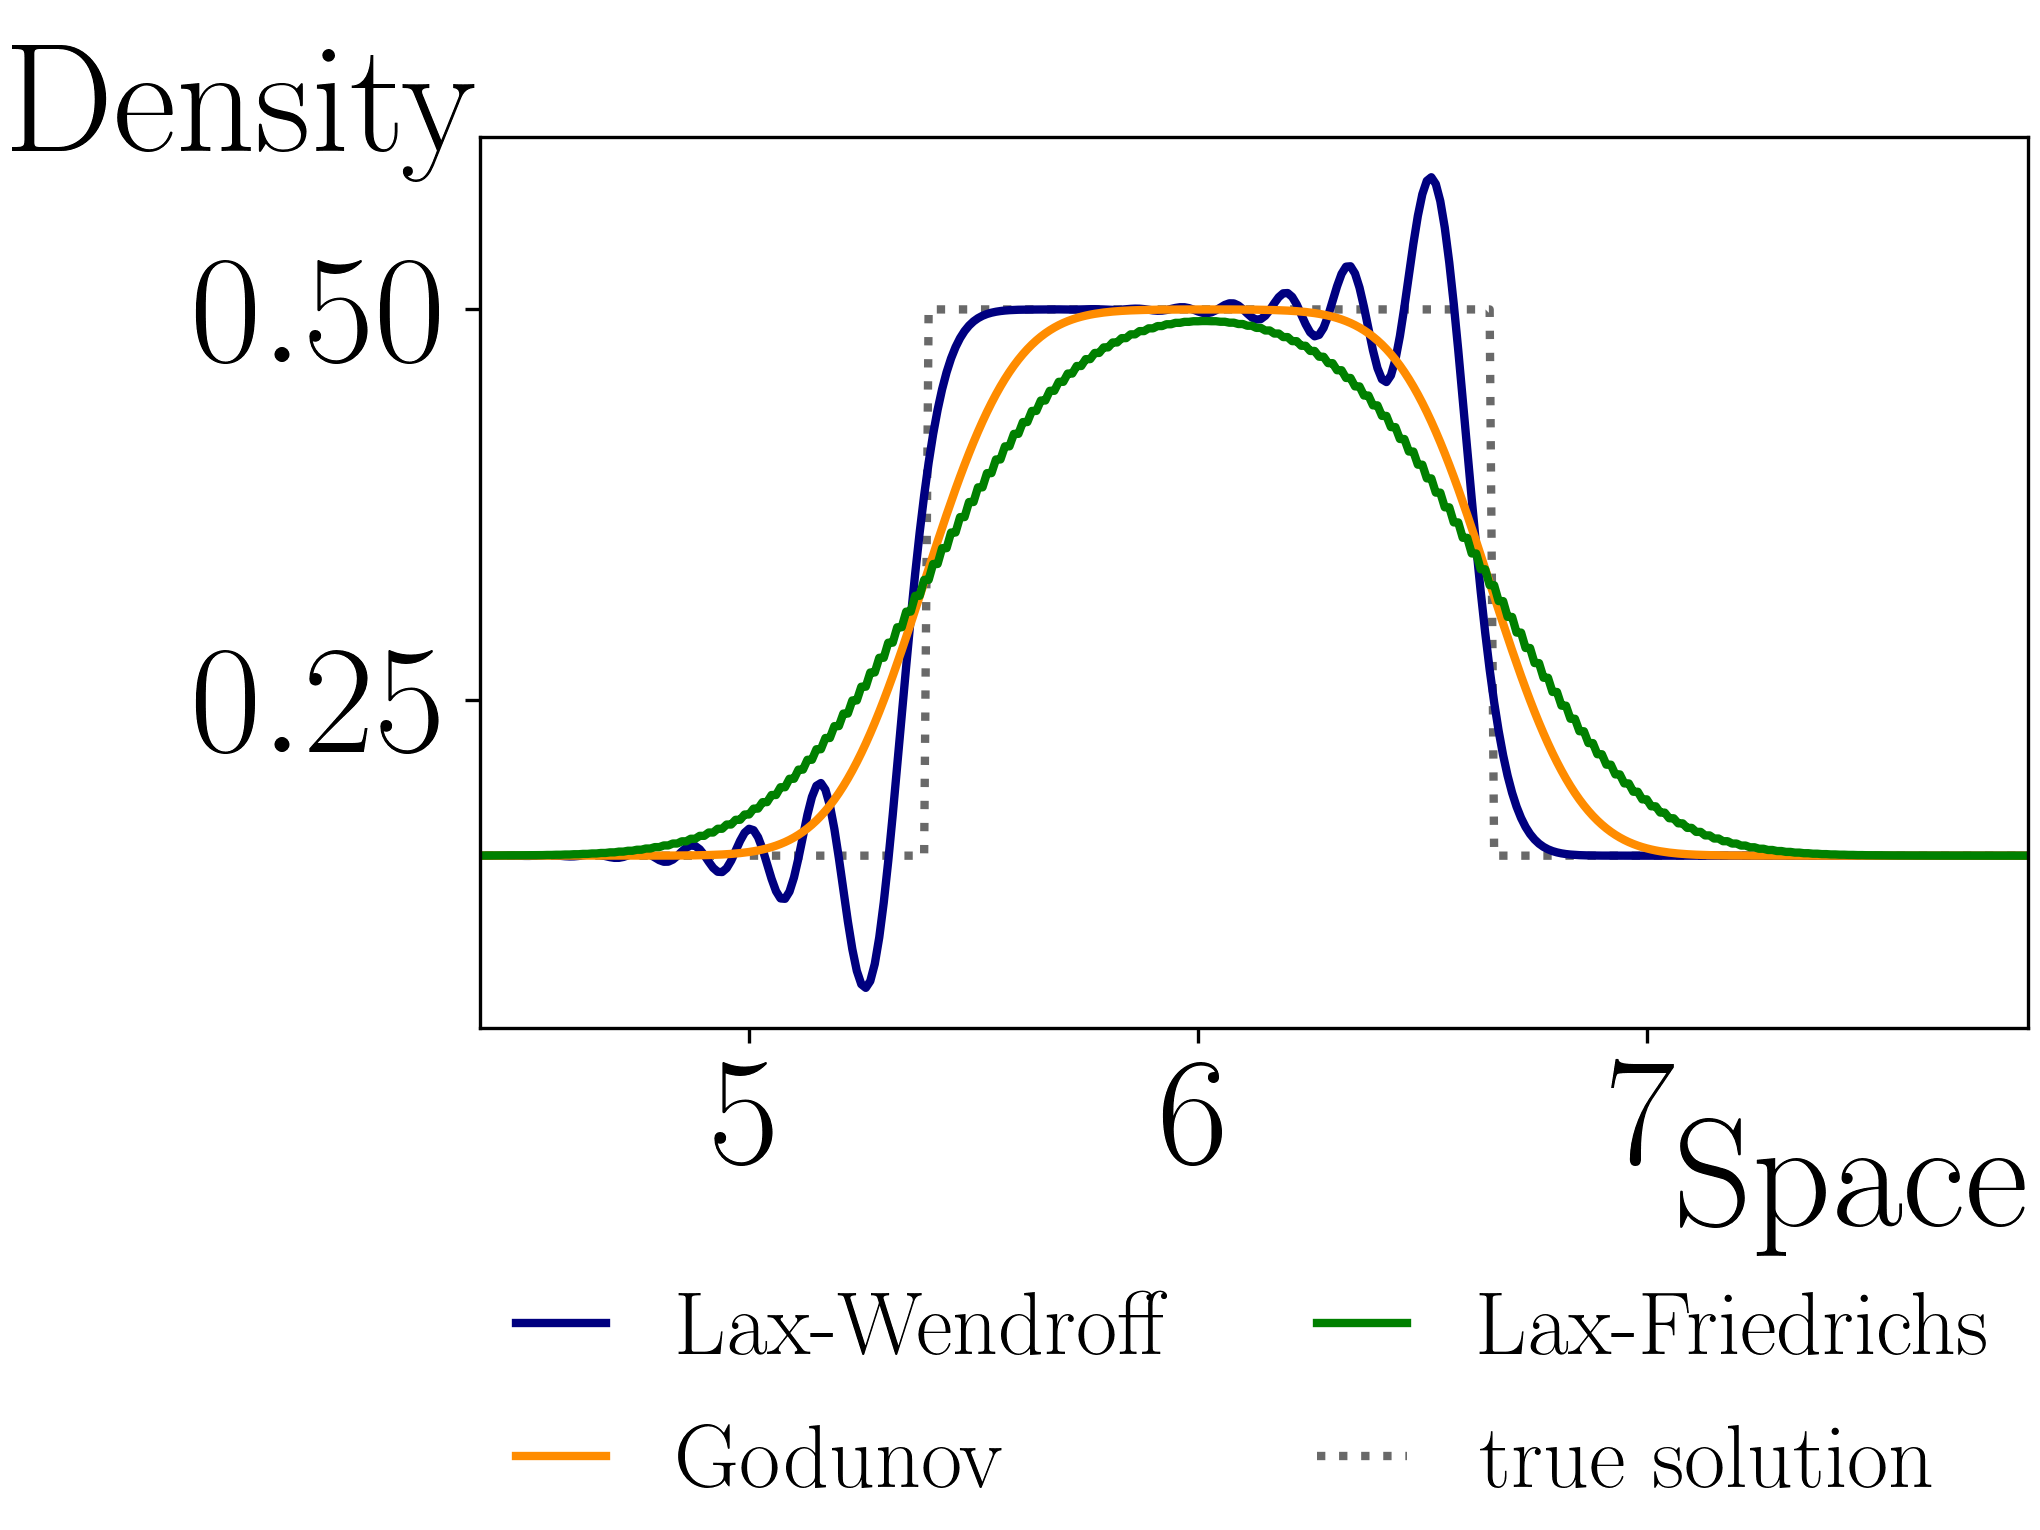 Density
0.50
0.25
5 6 7
Space
Lax-Wendroff Lax-Friedrichs
Godunov true solution